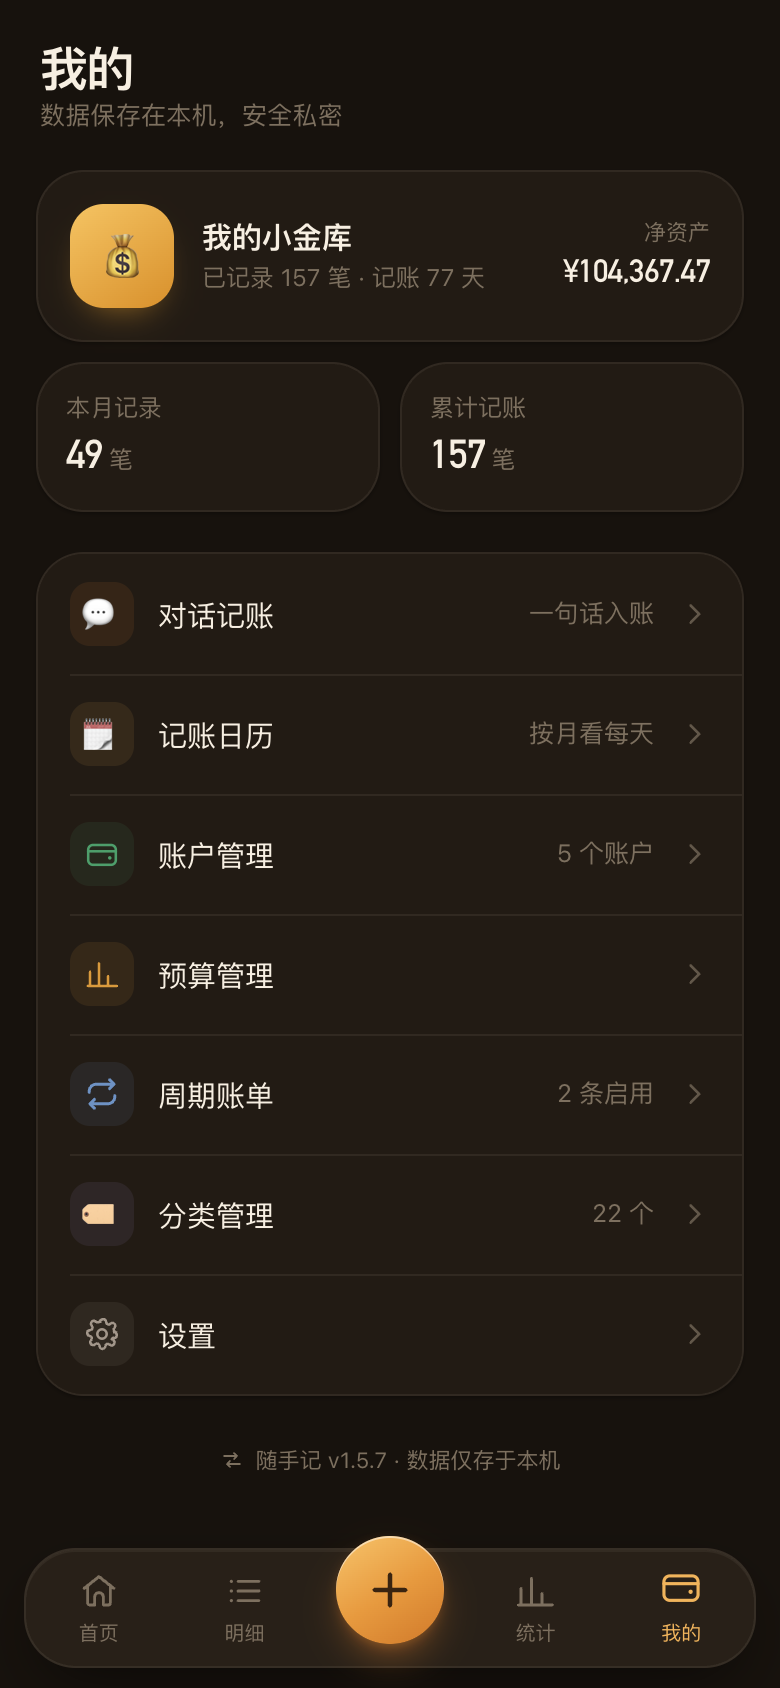 我的
数据保存在本机，安全私密
我的小金库
已记录 157 笔 · 记账 77 天
净资产
¥104,367.47
本月记录
49 笔
累计记账
157 笔
对话记账 一句话入账
记账日历 按月看每天
账户管理 5 个账户
预算管理
周期账单 2 条启用
分类管理 22 个
设置
随手记 v1.5.7 · 数据仅存于本机
首页 明细 统计 我的